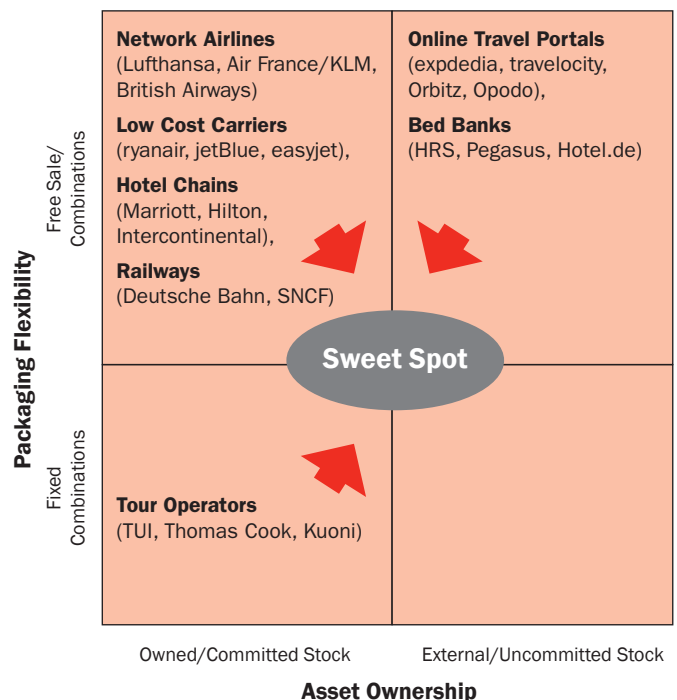 Network Airlines
(Lufthansa, Air France/KLM,
British Airways)
Low Cost Carriers
(ryanair, jetBlue, easyjet),
Hotel Chains
(Marriott, Hilton,
Intercontinental),
Railways
(Deutsche Bahn, SNCF)
Online Travel Portals
(expdedia, travelocity,
Orbitz, Opodo),
Bed Banks
(HRS, Pegasus, Hotel.de)
Sweet Spot
Tour Operators
(TUI, Thomas Cook, Kuoni)
Packaging Flexibility
Free Sale/
Combinations
Fixed
Combinations
Owned/Committed Stock
External/Uncommitted Stock
Asset Ownership